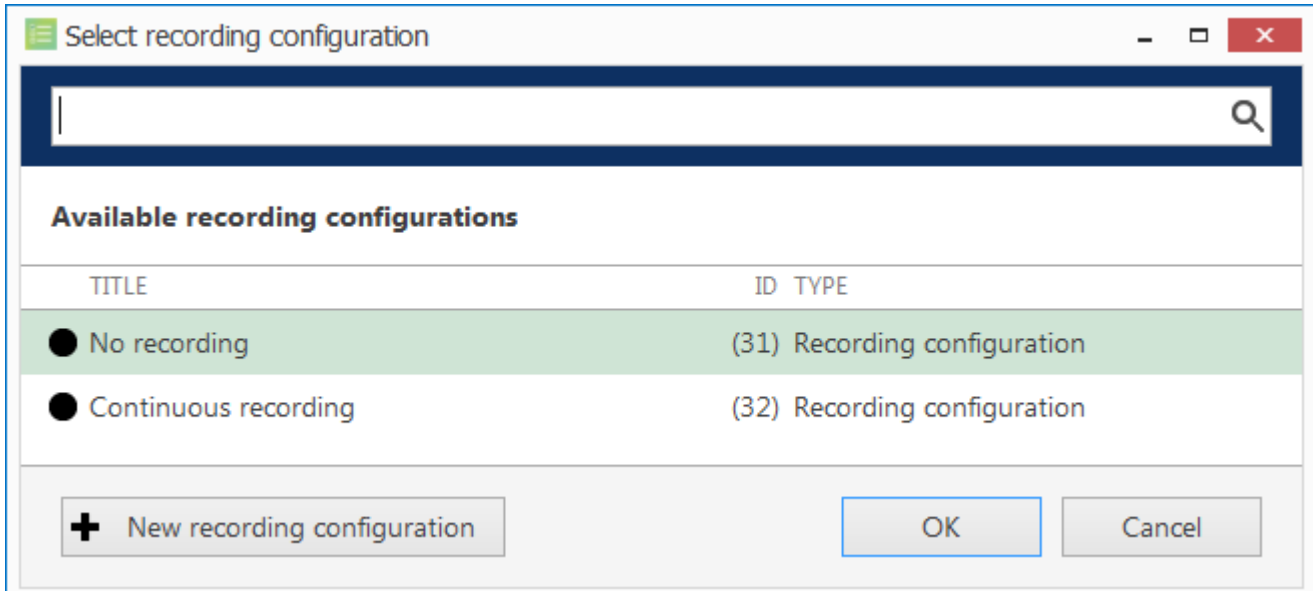 Select recording configuration
Available recording configurations
TITLE ID TYPE
No recording (31) Recording configuration
Continuous recording (32) Recording configuration
New recording configuration OK Cancel